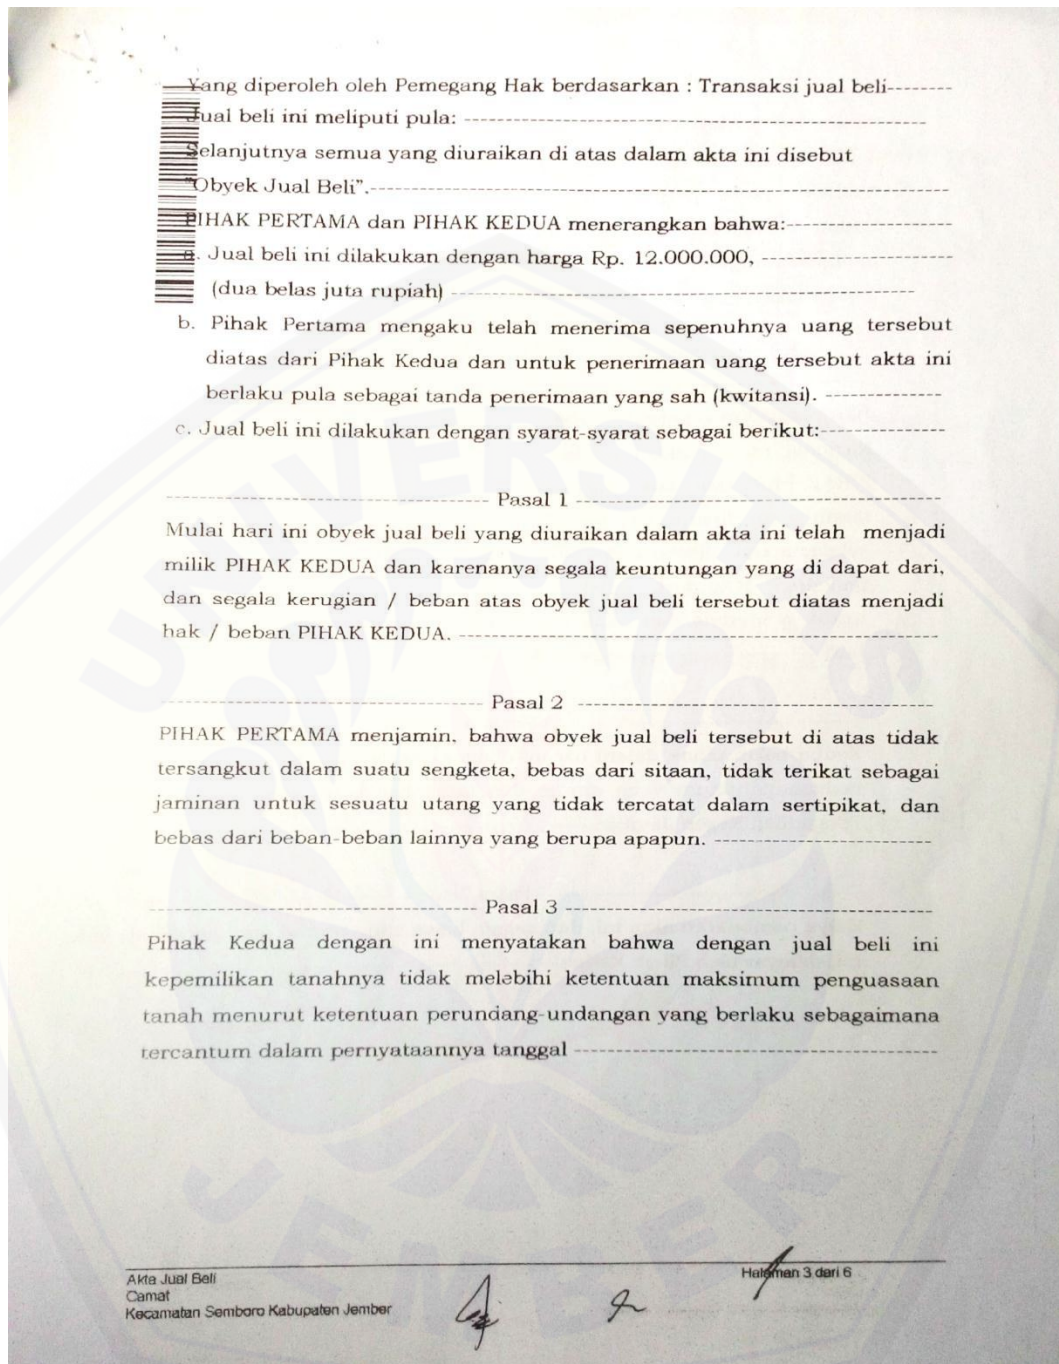 Yang diperoleh oleh Pemegang Hak berdasarkan : Transaksi jual beli--------
Jual beli ini meliputi pula: --------------------------------------------------------
Selanjutnya semua yang diuraikan di atas dalam akta ini disebut
"Obyek Jual Beli".----------------------------------------------------------------------
PIHAK PERTAMA dan PIHAK KEDUA menerangkan bahwa:--------------------
a. Jual beli ini dilakukan dengan harga Rp. 12.000.000, -----------------------
(dua belas juta rupiah) --------------------------------------------------------
b. Pihak Pertama mengaku telah menerima sepenuhnya uang tersebut
diatas dari Pihak Kedua dan untuk penerimaan uang tersebut akta ini
berlaku pula sebagai tanda penerimaan yang sah (kwitansi). --------------
c. Jual beli ini dilakukan dengan syarat-syarat sebagai berikut:---------------
--------------------------------------- Pasal 1 --------------------------------------------
Mulai hari ini obyek jual beli yang diuraikan dalam akta ini telah menjadi
milik PIHAK KEDUA dan karenanya segala keuntungan yang di dapat dari,
dan segala kerugian / beban atas obyek jual beli tersebut diatas menjadi
hak / beban PIHAK KEDUA. ----------------------------------------------------------
--------------------------------------- Pasal 2 -------------------------------------------
PIHAK PERTAMA menjamin, bahwa obyek jual beli tersebut di atas tidak
tersangkut dalam suatu sengketa, bebas dari sitaan, tidak terikat sebagai
jaminan untuk sesuatu utang yang tidak tercatat dalam sertipikat, dan
bebas dari beban-beban lainnya yang berupa apapun. --------------------------
--------------------------------------- Pasal 3 --------------------------------------------
Pihak Kedua dengan ini menyatakan bahwa dengan jual beli ini
kepemilikan tanahnya tidak melebihi ketentuan maksimum penguasaan
tanah menurut ketentuan perundang-undangan yang berlaku sebagaimana
tercantum dalam pernyataannya tanggal --------------------------------------------
Akta Jual Beli
Halaman 3 dari 6
Camat
Kecamatan Semboro Kabupaten Jember
UNIVERSITAS JEMBER